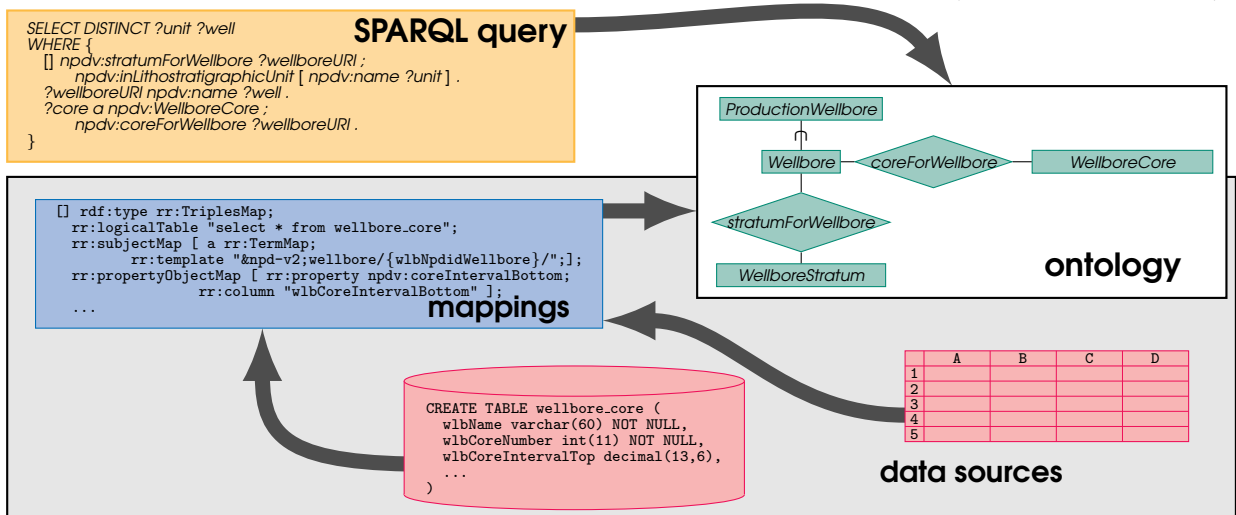 SELECT DISTINCT ?unit ?well
WHERE {
[] npdv:stratumForWellbore ?wellboreURI ;
npdv:inLithostratigraphicUnit [ npdv:name ?unit ] .
?wellboreURI npdv:name ?well .
?core a npdv:WellboreCore ;
npdv:coreForWellbore ?wellboreURI .
}
SPARQL query
ProductionWellbore
∩
Wellbore
coreForWellbore
WellboreCore
stratumForWellbore
WellboreStratum
ontology
[] rdf:type rr:TriplesMap;
rr:logicalTable "select * from wellbore_core";
rr:subjectMap [ a rr:TermMap;
rr:template "&npd-v2;wellbore/{wlbNpdidWellbore}/";];
rr:propertyObjectMap [ rr:property npdv:coreIntervalBottom;
rr:column "wlbCoreIntervalBottom" ];
...
mappings
CREATE TABLE wellbore_core (
wlbName varchar(60) NOT NULL,
wlbCoreNumber int(11) NOT NULL,
wlbCoreIntervalTop decimal(13,6),
...
)
A B C D
1
2
3
4
5
data sources